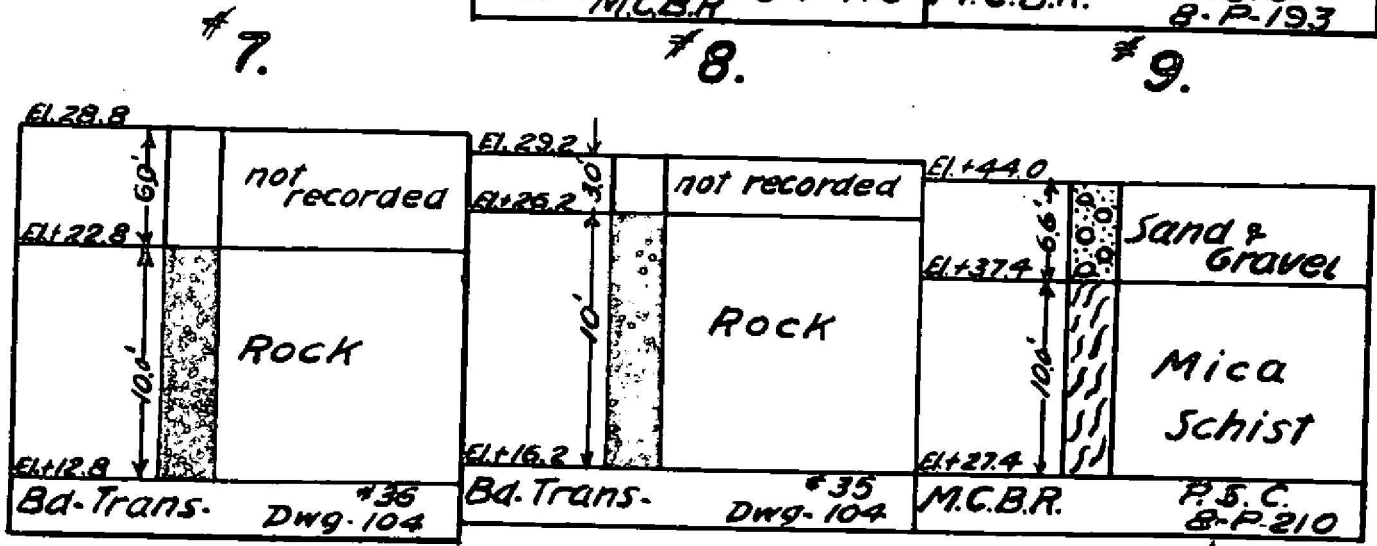 M.C.B.R
M.C.B.R.
8-P-193
#7.
#8.
#9.
El. 28.8
6.0'
not
recorded
El+22.8
10.0'
Rock
El+12.8
Bd-Trans-
#36
Dwg-104
El. 29.2
3.0'
not recorded
El+26.2
10'
Rock
El+16.2
Bd. Trans-
#35
Dwg-104
El.+44.0
6.6'
Sand &
Gravel
El.+37.4
10.0'
Mica
Schist
El+27.4
M.C.B.R.
P.S.C.
8-P-210